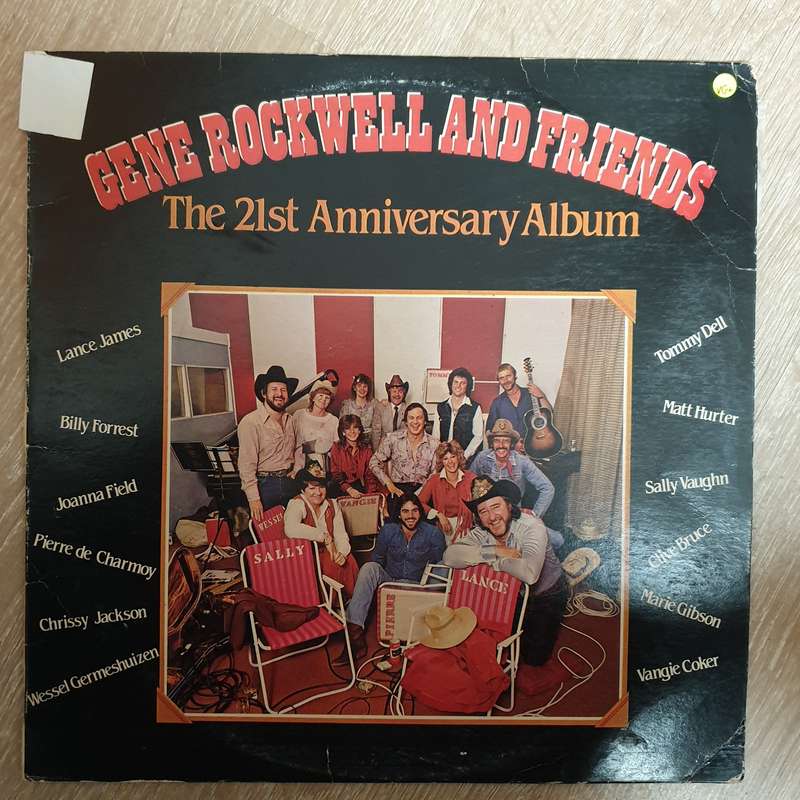 GENE ROCKWELL AND FRIENDS
The 21st Anniversary Album
Lance James
Billy Forrest
Joanna Field
Pierre de Charmoy
Chrissy Jackson
Wessel Germeshuizen
Tommy Dell
Matt Hurter
Sally Vaughn
Clive Bruce
Marie Gibson
Vangie Coker
TOMMY
WESSEL
VANGIE
SALLY
PIERRE
LANCE